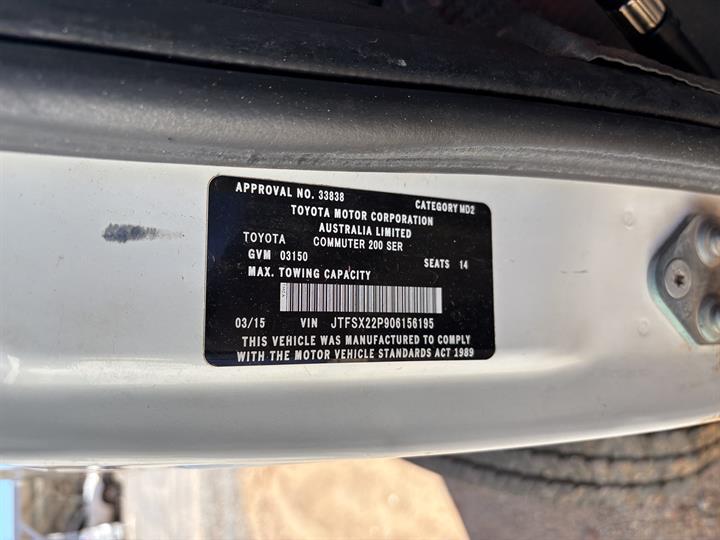 APPROVAL NO. 33838 CATEGORY MD2
TOYOTA MOTOR CORPORATION
AUSTRALIA LIMITED
TOYOTA COMMUTER 200 SER
GVM 03150 SEATS 14
MAX. TOWING CAPACITY
03/15 VIN JTFSX22P906156195
THIS VEHICLE WAS MANUFACTURED TO COMPLY
WITH THE MOTOR VEHICLE STANDARDS ACT 1989